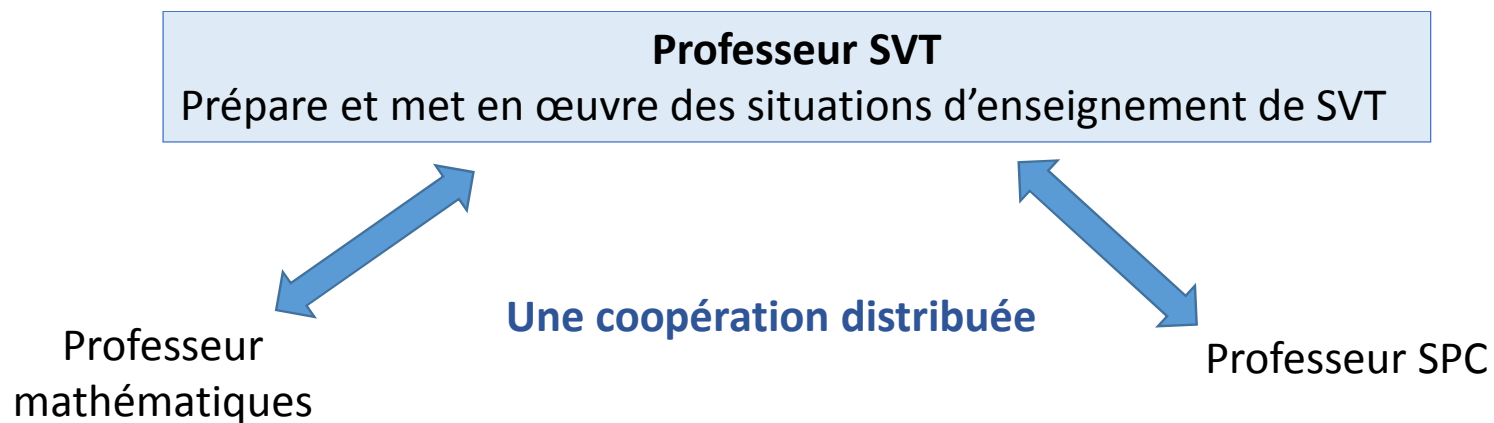 Professeur SVT
Prépare et met en œuvre des situations d'enseignement de SVT
Une coopération distribuée
Professeur
mathématiques
Professeur SPC